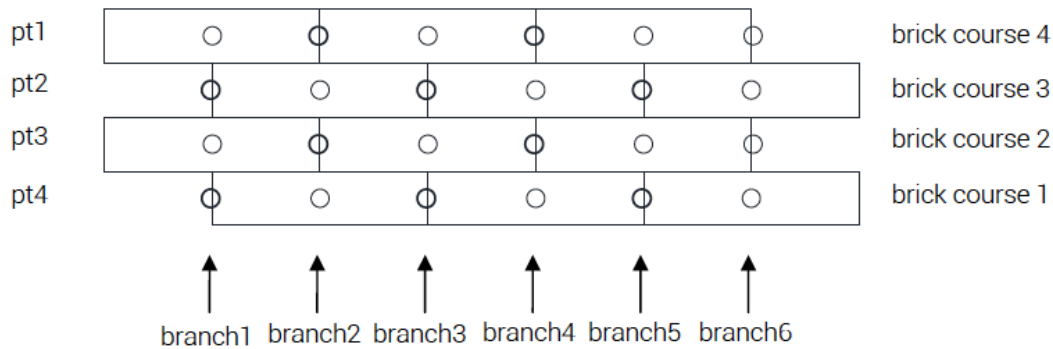 pt1 brick course 4
pt2 brick course 3
pt3 brick course 2
pt4 brick course 1
branch1 branch2 branch3 branch4 branch5 branch6